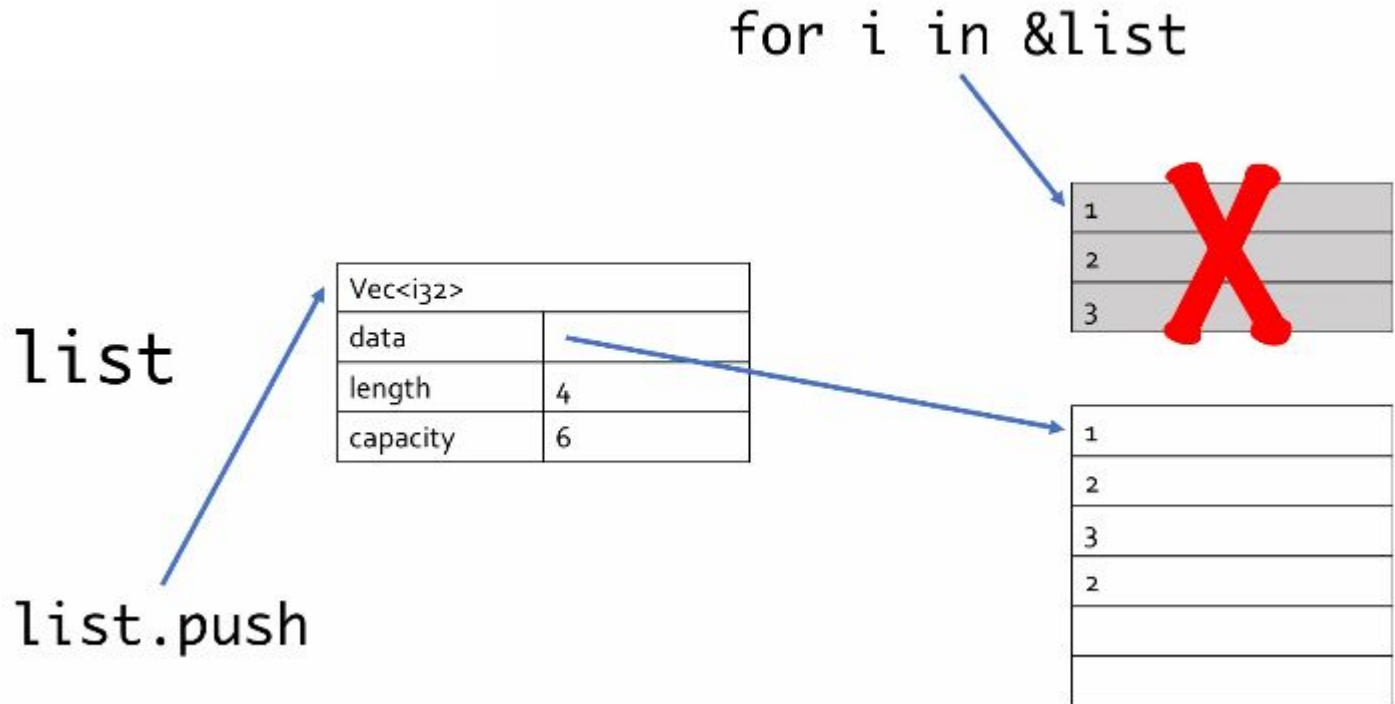 for i in &list
1
2
3
list
Vec<i32>
data
length 4
capacity 6
1
2
3
2
list.push